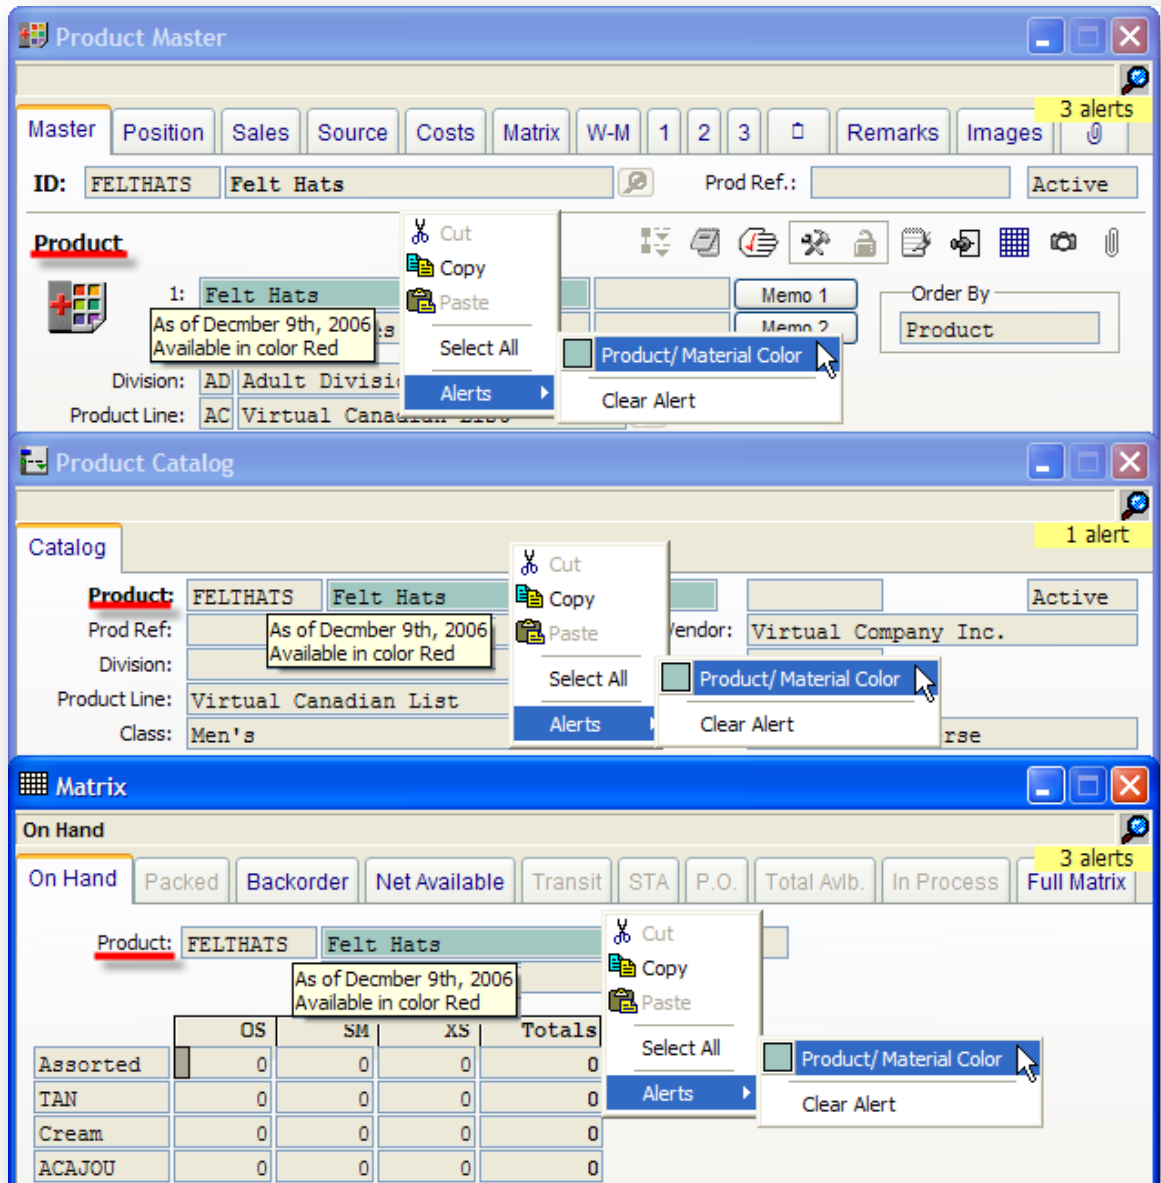 Product Master
3 alerts
Master Position Sales Source Costs Matrix W-M 1 2 3 Remarks Images
ID: FELTHATS Felt Hats Prod Ref.: Active
Cut
Product
Copy
1: Felt Hats Memo 1 Order By
Paste
As of Decmber 9th, 2006
Available in color Red
Memo 2 Product
Select All
Product/Material Color
Division: AD Adult Divisi
Alerts
Clear Alert
Product Line: AC Virtual Canadian List
Product Catalog
1 alert
Catalog
Cut
Product: FELTHATS Felt Hats Active
Copy
Prod Ref: Vendor: Virtual Company Inc.
As of Decmber 9th, 2006
Available in color Red
Paste
Division:
Select All
Product/Material Color
Product Line: Virtual Canadian List
Alerts
Clear Alert
Class: Men's rse
Matrix
On Hand
3 alerts
On Hand Packed Backorder Net Available Transit STA P.O. Total Avlb. In Process Full Matrix
Cut
Product: FELTHATS Felt Hats
Copy
As of Decmber 9th, 2006
Available in color Red
Paste
OS SM XS Totals
Select All
Product/Material Color
Assorted 0 0 0 0
Alerts
Clear Alert
TAN 0 0 0 0
Cream 0 0 0 0
ACAJOU 0 0 0 0